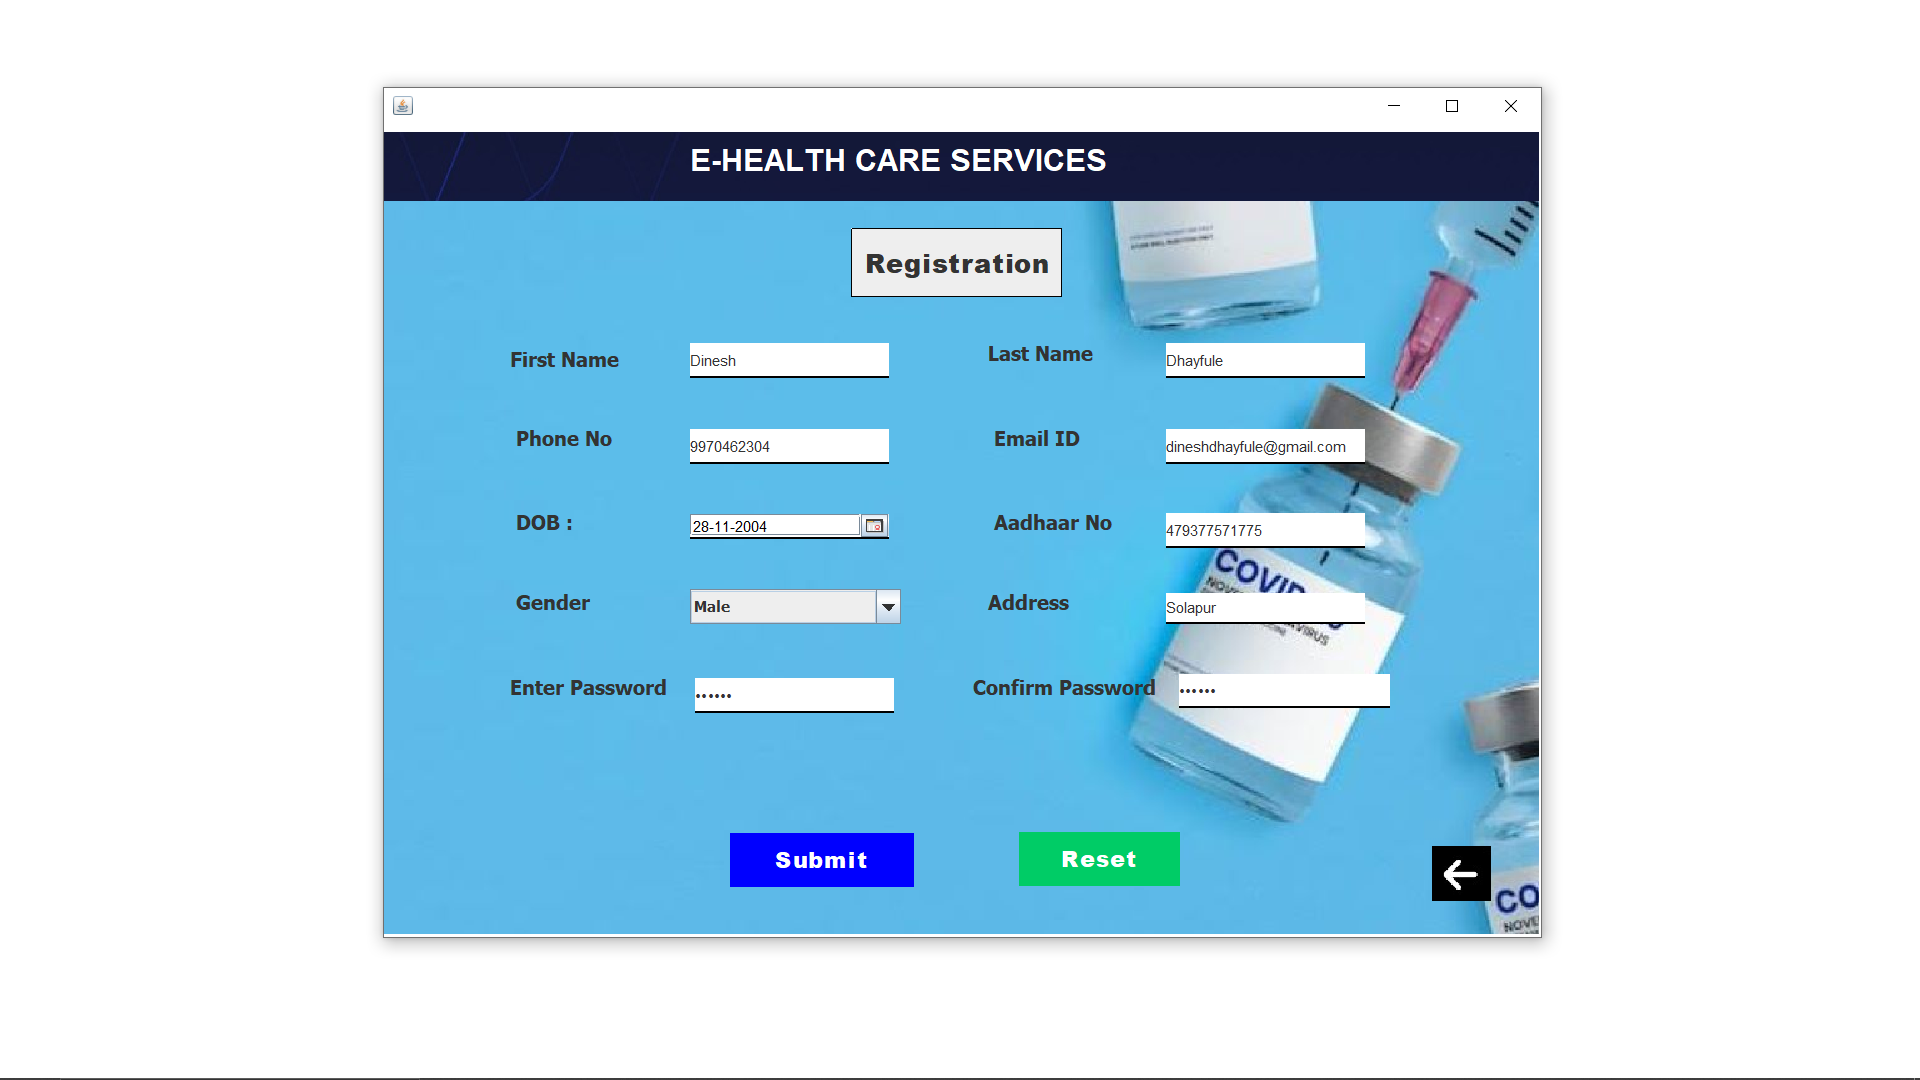 E-HEALTH CARE SERVICES
Registration
First Name Dinesh Last Name Dhayfule
Phone No 9970462304 Email ID dineshdhayfule@gmail.com
DOB : 28-11-2004 Aadhaar No 479377571775
COVID
Gender Male Address Solapur
Enter Password •••••• Confirm Password ••••••
Submit Reset
CO
NOVE